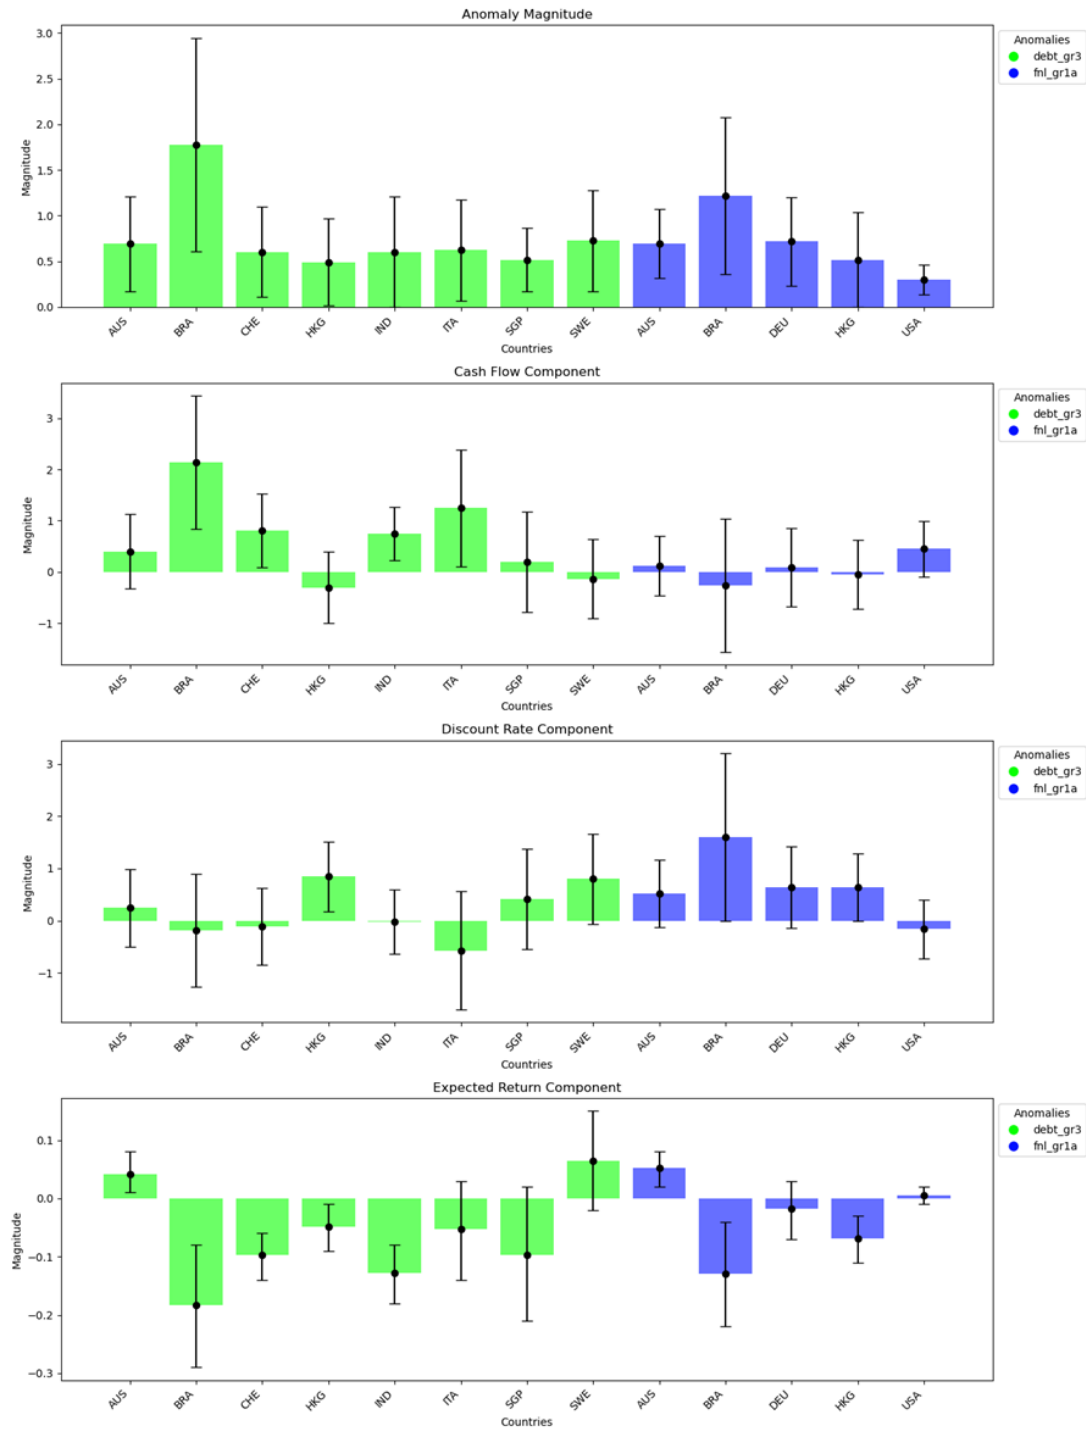 Anomaly Magnitude
3.0
2.5
2.0
1.5
1.0
0.5
0.0
Magnitude
AUS BRA CHE HKG IND ITA SGP SWE AUS BRA DEU HKG USA
Countries
Anomalies
debt_gr3
fnl_gr1a
Cash Flow Component
3
2
1
0
−1
Magnitude
AUS BRA CHE HKG IND ITA SGP SWE AUS BRA DEU HKG USA
Countries
Anomalies
debt_gr3
fnl_gr1a
Discount Rate Component
3
2
1
0
−1
Magnitude
AUS BRA CHE HKG IND ITA SGP SWE AUS BRA DEU HKG USA
Countries
Anomalies
debt_gr3
fnl_gr1a
Expected Return Component
0.1
0.0
−0.1
−0.2
−0.3
Magnitude
AUS BRA CHE HKG IND ITA SGP SWE AUS BRA DEU HKG USA
Countries
Anomalies
debt_gr3
fnl_gr1a